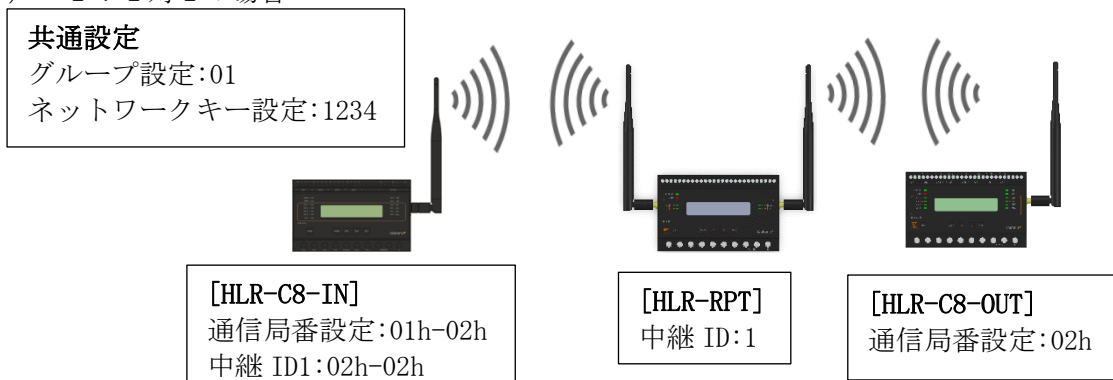 共通設定
グループ設定:01
ネットワークキー設定:1234
[HLR-C8-IN]
通信局番設定:01h-02h
中継 ID1:02h-02h
[HLR-RPT]
中継 ID:1
[HLR-C8-OUT]
通信局番設定:02h